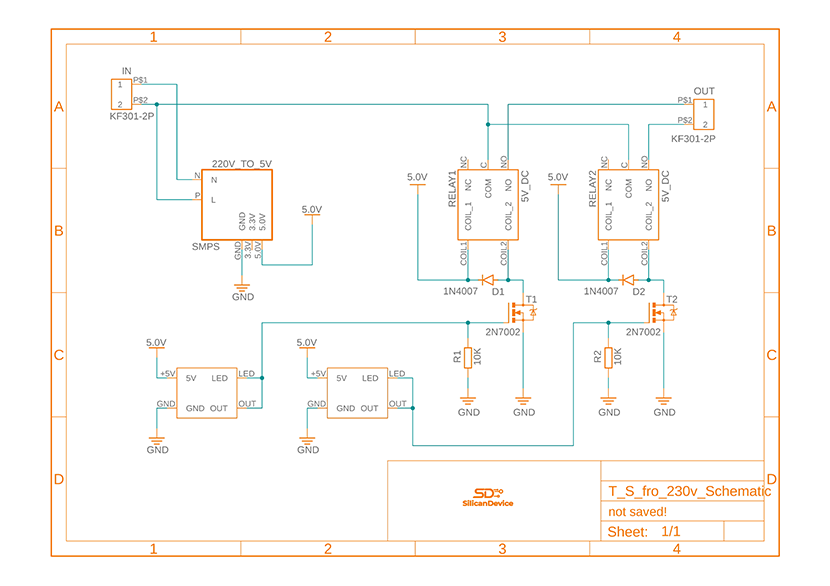 1 2 3 4
A A
B B
C C
D D
IN
1 P$1
2 P$2
KF301-2P
OUT
P$1 1
P$2 2
KF301-2P
220V_TO_5V
N N
P L
GND 3.3V 5.0V
SMPS
GND 3.3V 5.0V
GND
5.0V
5.0V
RELAY1
NC C NO
NC COM NO
COIL_1 COIL_2
5V_DC
COIL1 COIL2
1N4007 D1
T1
2N7002
R1 10K
GND GND
5.0V
RELAY2
NC C NO
NC COM NO
COIL_1 COIL_2
5V_DC
COIL1 COIL2
1N4007 D2
T2
2N7002
R2 10K
GND GND
5.0V
+5V 5V LED LED
GND GND OUT OUT
GND
5.0V
+5V 5V LED LED
GND GND OUT OUT
GND
SD
SilicanDevice
T_S_fro_230v_Schematic
not saved!
Sheet: 1/1
1 2 3 4